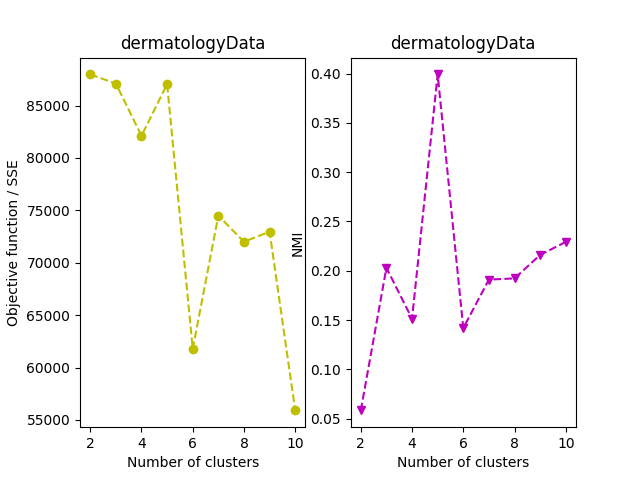 dermatologyData
Objective function / SSE
85000
80000
75000
70000
65000
60000
55000
2 4 6 8 10
Number of clusters
dermatologyData
NMI
0.40
0.35
0.30
0.25
0.20
0.15
0.10
0.05
2 4 6 8 10
Number of clusters